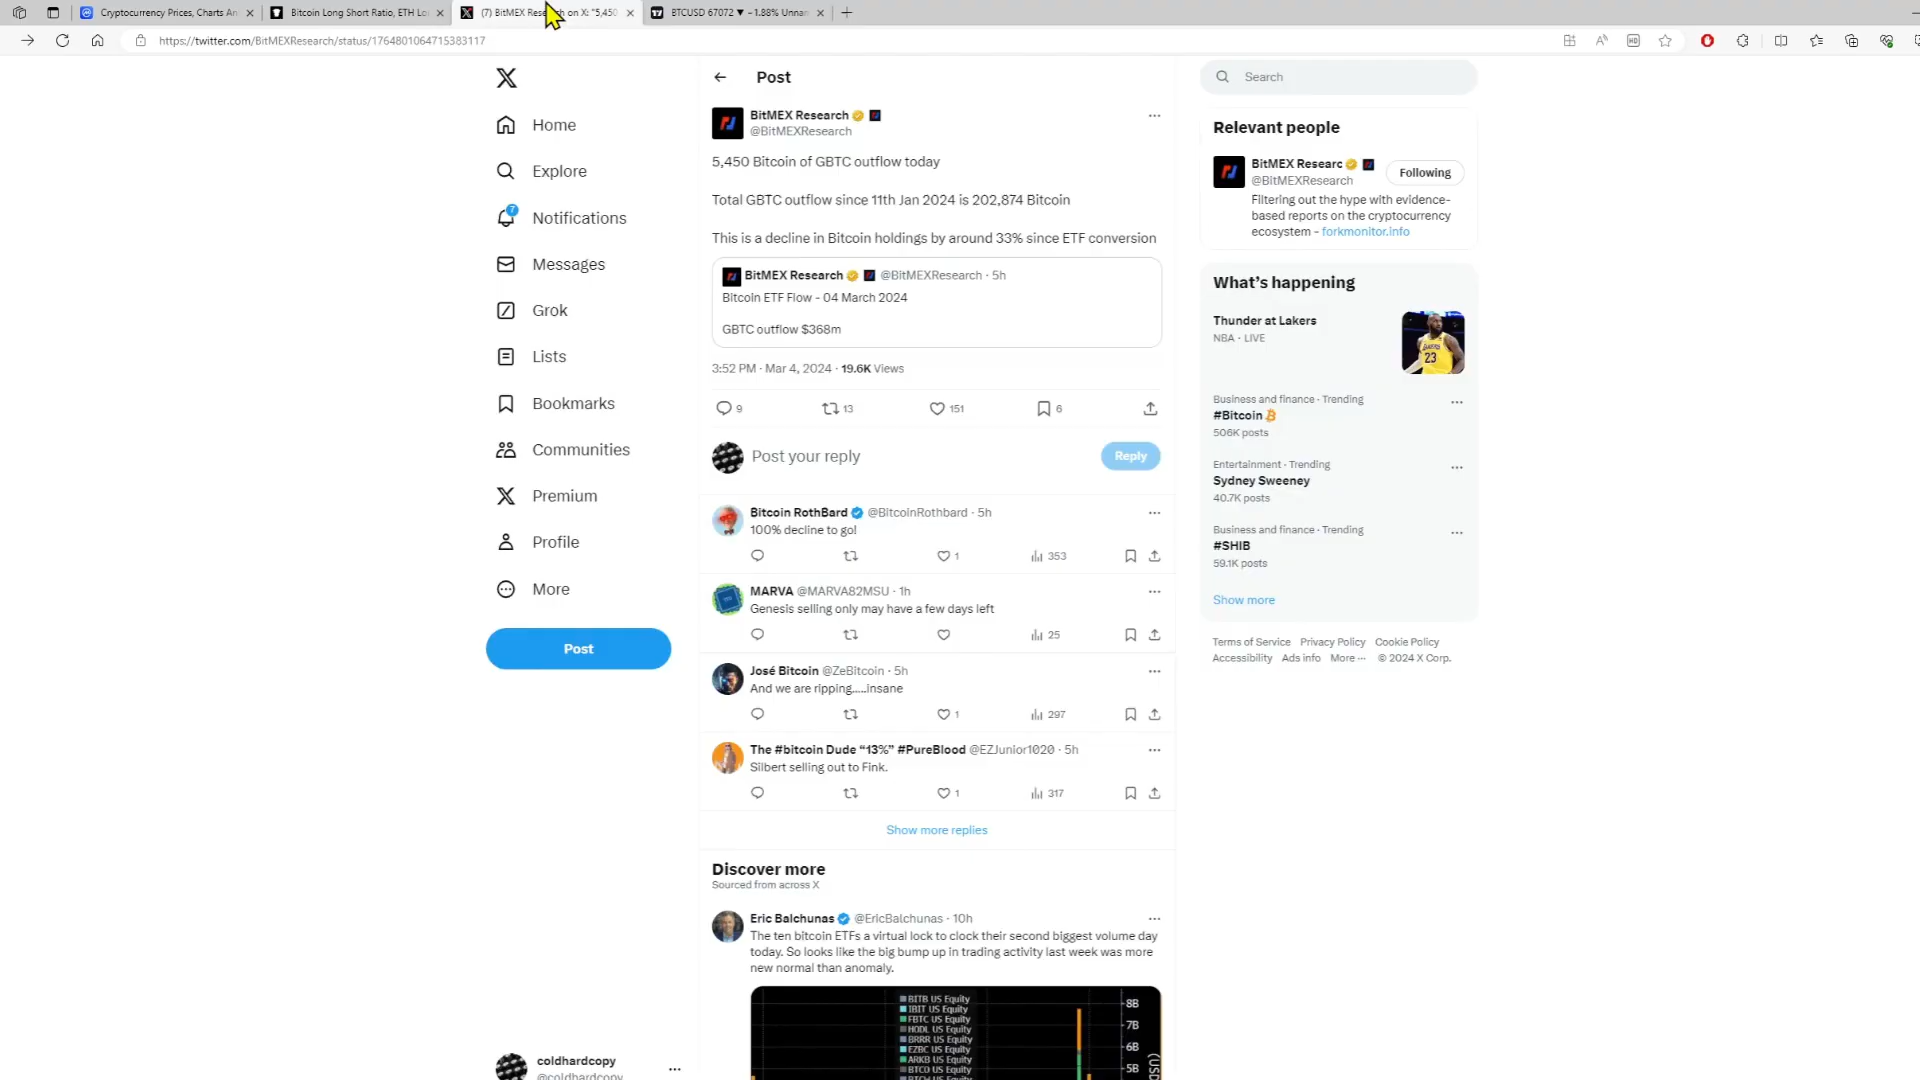 Cryptocurrency Prices, Charts An
Bitcoin Long Short Ratio, ETH Lo
(7) BitMEX Research on X: "5,450
BTCUSD 67072 ▼ −1.88% Unnam
https://twitter.com/BitMEXResearch/status/1764801064715383117
Home
Explore
7
Notifications
Messages
Grok
Lists
Bookmarks
Communities
Premium
Profile
More
Post
coldhardcopy
@coldhardcopy
Post
BitMEX Research
@BitMEXResearch
5,450 Bitcoin of GBTC outflow today
Total GBTC outflow since 11th Jan 2024 is 202,874 Bitcoin
This is a decline in Bitcoin holdings by around 33% since ETF conversion
BitMEX Research @BitMEXResearch · 5h
Bitcoin ETF Flow - 04 March 2024
GBTC outflow $368m
3:52 PM · Mar 4, 2024 · 19.6K Views
9 13 151 6
Post your reply
Reply
Bitcoin RothBard @BitcoinRothbard · 5h
100% decline to go!
1 353
MARVA @MARVA82MSU · 1h
Genesis selling only may have a few days left
25
José Bitcoin @ZeBitcoin · 5h
And we are ripping.....insane
1 297
The #bitcoin Dude “13%” #PureBlood @EZJunior1020 · 5h
Silbert selling out to Fink.
1 317
Show more replies
Discover more
Sourced from across X
Eric Balchunas @EricBalchunas · 10h
The ten bitcoin ETFs a virtual lock to clock their second biggest volume day
today. So looks like the big bump up in trading activity last week was more
new normal than anomaly.
BITB US Equity
IBIT US Equity
FBTC US Equity
HODL US Equity
BRRR US Equity
EZBC US Equity
ARKB US Equity
BTCO US Equity
BTCW US Equity
8B
7B
6B
5B
(USD
Search
Relevant people
BitMEX Researc
@BitMEXResearch
Following
Filtering out the hype with evidence-
based reports on the cryptocurrency
ecosystem - forkmonitor.info
What’s happening
Thunder at Lakers
NBA · LIVE
LAKERS
23
Business and finance · Trending
#Bitcoin
506K posts
Entertainment · Trending
Sydney Sweeney
40.7K posts
Business and finance · Trending
#SHIB
59.1K posts
Show more
Terms of Service Privacy Policy Cookie Policy
Accessibility Ads info More ··· © 2024 X Corp.